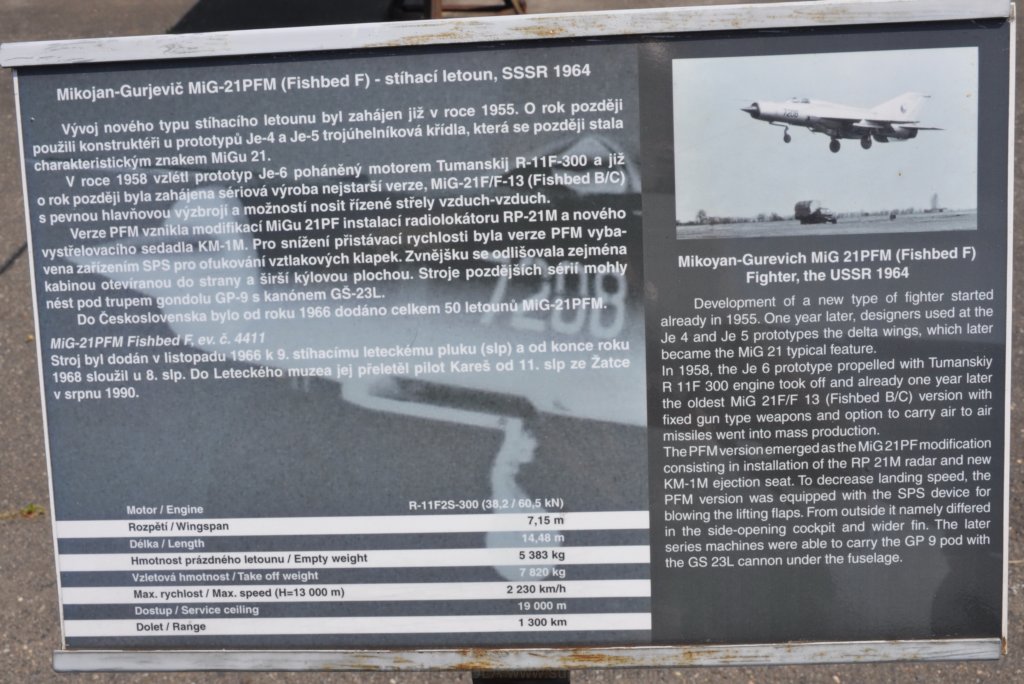 Mikojan-Gurjevič MiG-21PFM (Fishbed F) - stíhací letoun, SSSR 1964
Vývoj nového typu stíhacího letounu byl zahájen již v roce 1955. O rok později
použili konstruktéři u prototypů Je-4 a Je-5 trojúhelníková křídla, která se později stala
charakteristickým znakem MiGu 21.
V roce 1958 vzlétl prototyp Je-6 poháněný motorem Tumanskij R-11F-300 a již
o rok později byla zahájena sériová výroba nejstarší verze, MiG-21F/F-13 (Fishbed B/C)
s pevnou hlavňovou výzbrojí a možností nosit řízené střely vzduch-vzduch.
Verze PFM vznikla modifikací MiGu 21PF instalací radiolokátoru RP-21M a nového
vystřelovacího sedadla KM-1M. Pro snížení přistávací rychlosti byla verze PFM vyba-
vena zařízením SPS pro ofukování vztlakových klapek. Zvnějšku se odlišovala zejména
kabinou otevíranou do strany a širší kýlovou plochou. Stroje pozdějších sérií mohly
nést pod trupem gondolu GP-9 s kanónem GŠ-23L.
Do Československa bylo od roku 1966 dodáno celkem 50 letounů MiG-21PFM.
MiG-21PFM Fishbed F, ev. č. 4411
Stroj byl dodán v listopadu 1966 k 9. stíhacímu leteckému pluku (slp) a od konce roku
1968 sloužil u 8. slp. Do Leteckého muzea jej přeletěl pilot Kareš od 11. slp ze Žatce
v srpnu 1990.
7208
Motor / Engine R-11F2S-300 (38,2 / 60,5 kN)
Rozpětí / Wingspan 7,15 m
Délka / Length 14,48 m
Hmotnost prázdného letounu / Empty weight 5 383 kg
Vzletová hmotnost / Take off weight 7 820 kg
Max. rychlost / Max. speed (H=13 000 m) 2 230 km/h
Dostup / Service ceiling 19 000 m
Dolet / Range 1 300 km
7208
Mikoyan-Gurevich MiG 21PFM (Fishbed F)
Fighter, the USSR 1964
Development of a new type of fighter started
already in 1955. One year later, designers used at the
Je 4 and Je 5 prototypes the delta wings, which later
became the MiG 21 typical feature.
In 1958, the Je 6 prototype propelled with Tumanskiy
R 11F 300 engine took off and already one year later
the oldest MiG 21F/F 13 (Fishbed B/C) version with
fixed gun type weapons and option to carry air to air
missiles went into mass production.
The PFM version emerged as the MiG 21PF modification
consisting in installation of the RP 21M radar and new
KM-1M ejection seat. To decrease landing speed, the
PFM version was equipped with the SPS device for
blowing the lifting flaps. From outside it namely differed
in the side-opening cockpit and wider fin. The later
series machines were able to carry the GP 9 pod with
the GS 23L cannon under the fuselage.